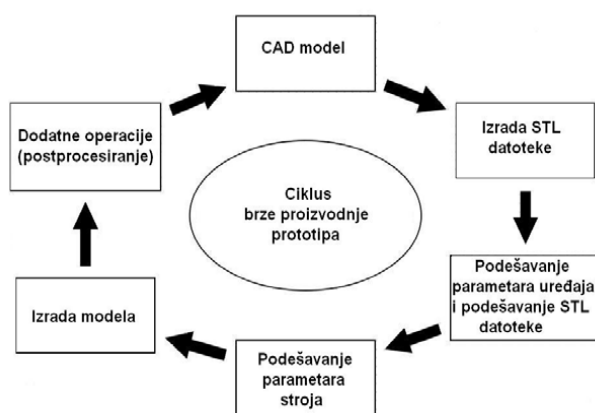 CAD model
Izrada STL
datoteke
Podešavanje
parametara uređaja
i podešavanje STL
datoteke
Podešavanje
parametara
stroja
Izrada modela
Dodatne operacije
(postprocesiranje)
Ciklus
brze proizvodnje
prototipa